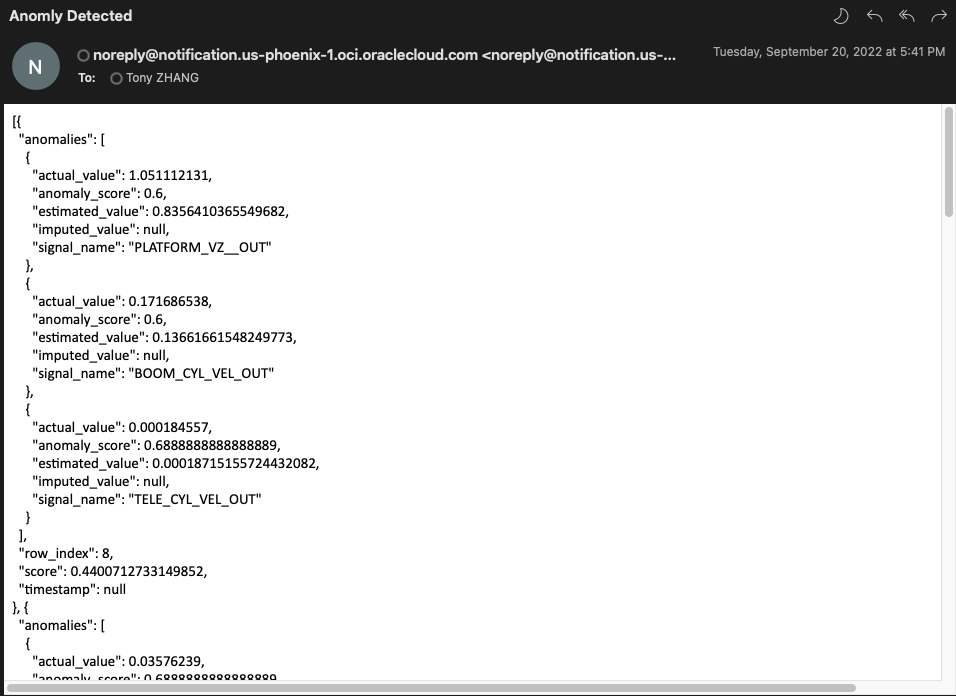 Anomly Detected
N
noreply@notification.us-phoenix-1.oci.oraclecloud.com <noreply@notification.us-...
Tuesday, September 20, 2022 at 5:41 PM
To: Tony ZHANG
[{
"anomalies": [
{
"actual_value": 1.051112131,
"anomaly_score": 0.6,
"estimated_value": 0.8356410365549682,
"imputed_value": null,
"signal_name": "PLATFORM_VZ__OUT"
},
{
"actual_value": 0.171686538,
"anomaly_score": 0.6,
"estimated_value": 0.13661661548249773,
"imputed_value": null,
"signal_name": "BOOM_CYL_VEL_OUT"
},
{
"actual_value": 0.000184557,
"anomaly_score": 0.6888888888888889,
"estimated_value": 0.00018715155724432082,
"imputed_value": null,
"signal_name": "TELE_CYL_VEL_OUT"
}
],
"row_index": 8,
"score": 0.4400712733149852,
"timestamp": null
}, {
"anomalies": [
{
"actual_value": 0.03576239,
"anomaly_score": 0.6888888888888889